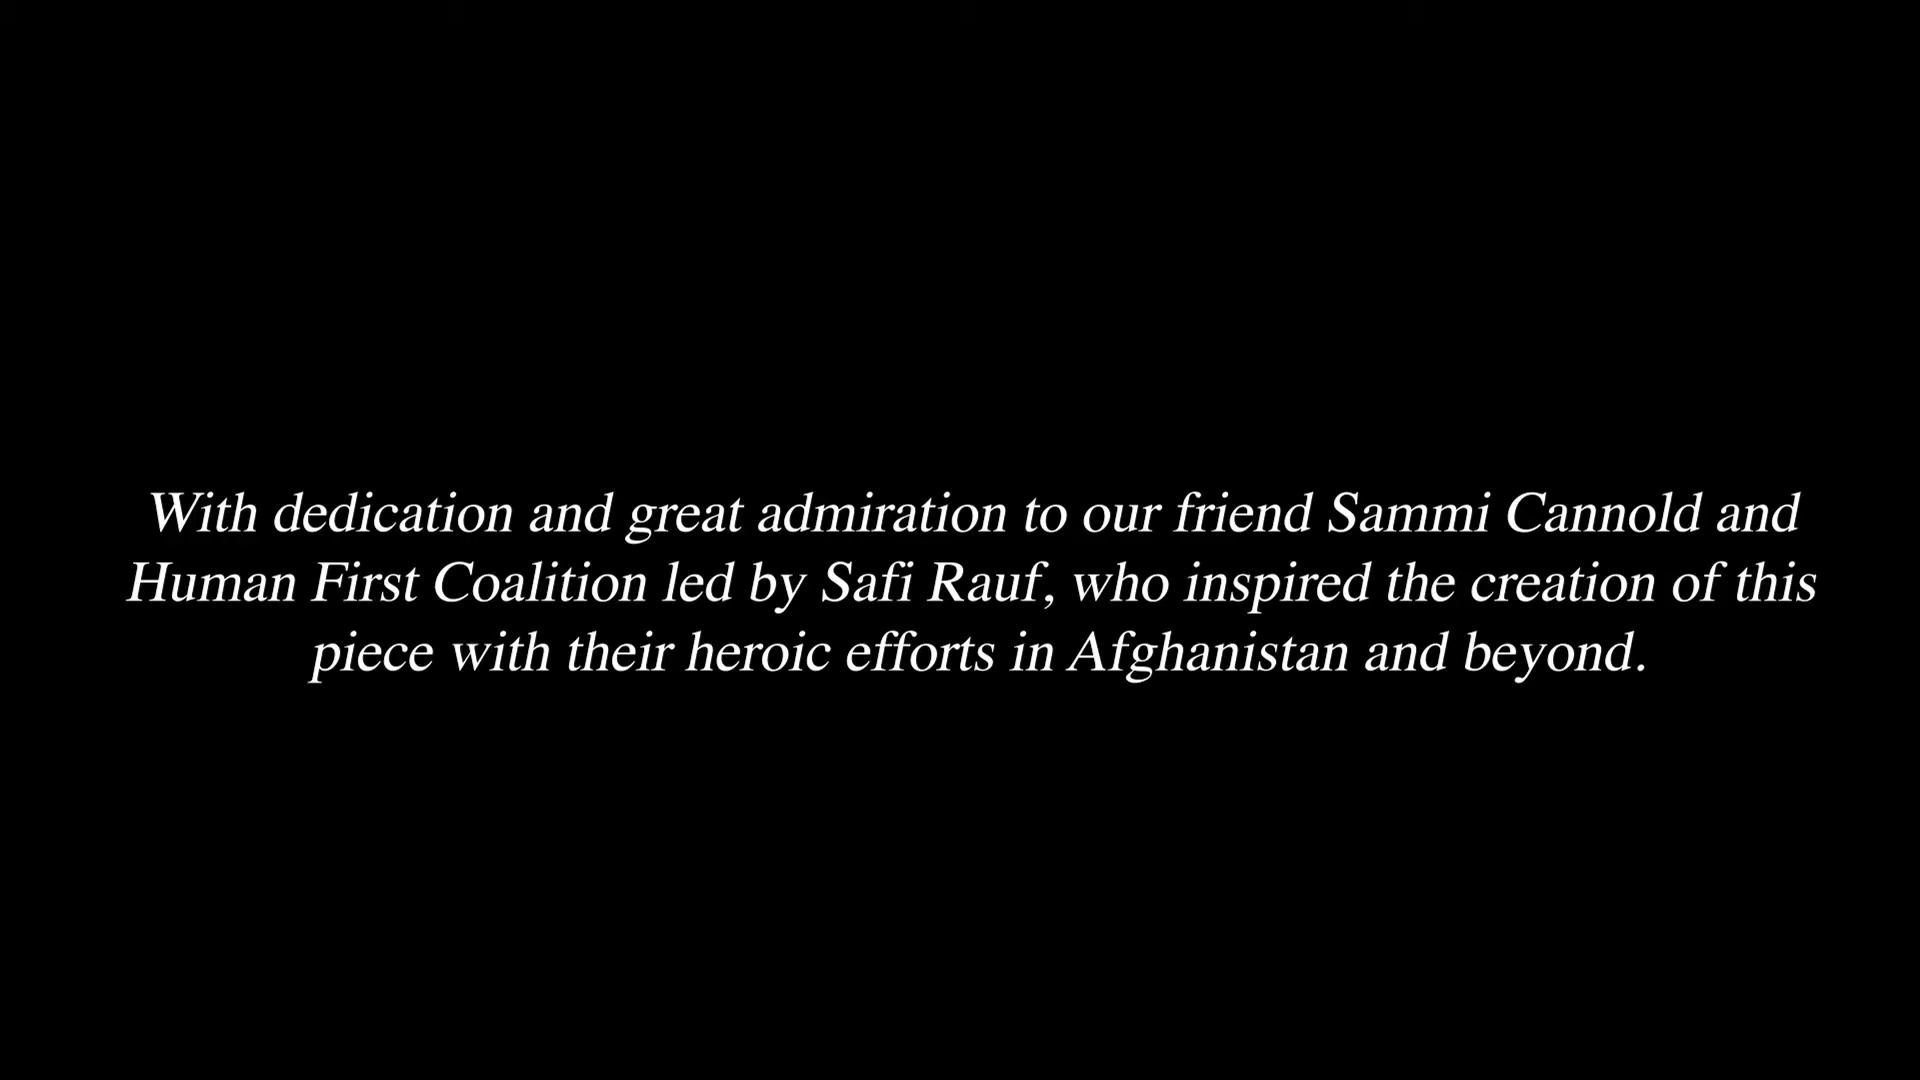 With dedication and great admiration to our friend Sammi Cannold and
Human First Coalition led by Safi Rauf, who inspired the creation of this
piece with their heroic efforts in Afghanistan and beyond.